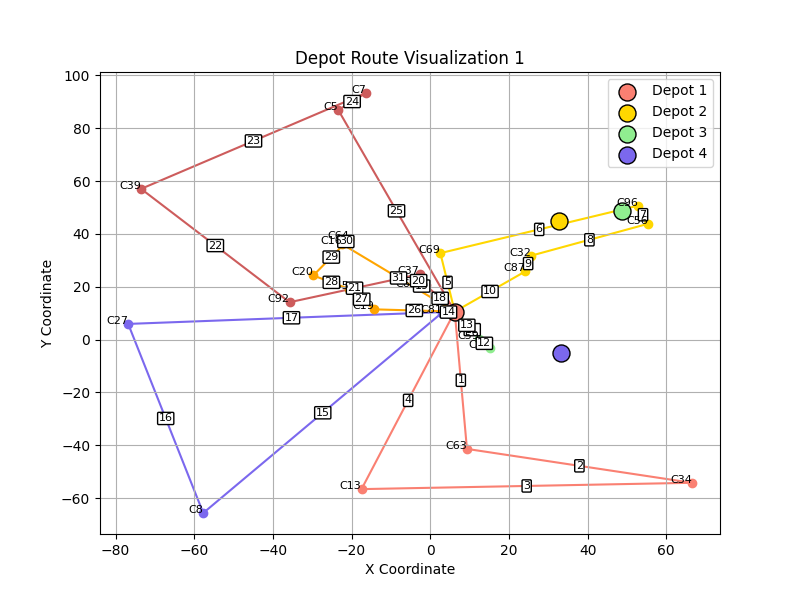 Depot Route Visualization 1
Depot 1
Depot 2
Depot 3
Depot 4
100
80
60
40
20
0
−20
−40
−60
Y Coordinate
−80
−60
−40
−20
0
20
40
60
X Coordinate
C7
24
C5
23
C39
25
22
C96
7
C56
6
8
C69
C32
9
C87
10
5
C64
C16
30
31
29
C20
28
21
27
C37
20
18
C92
26
14
13
12
C27
17
1
4
15
16
C63
2
C34
3
C13
C8